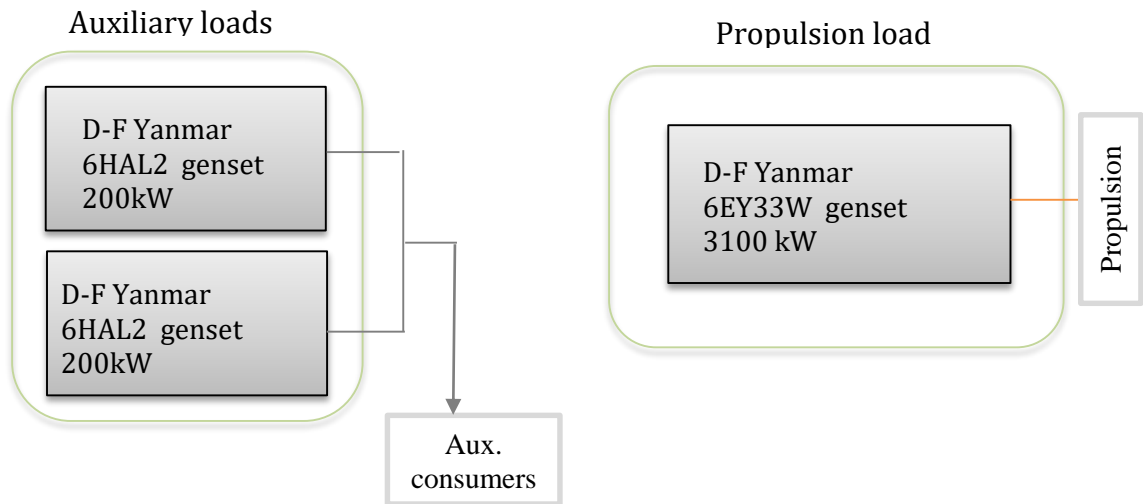 Auxiliary loads
D-F Yanmar
6HAL2 genset
200kW
D-F Yanmar
6HAL2 genset
200kW
Aux.
consumers
Propulsion load
D-F Yanmar
6EY33W genset
3100 kW
Propulsion